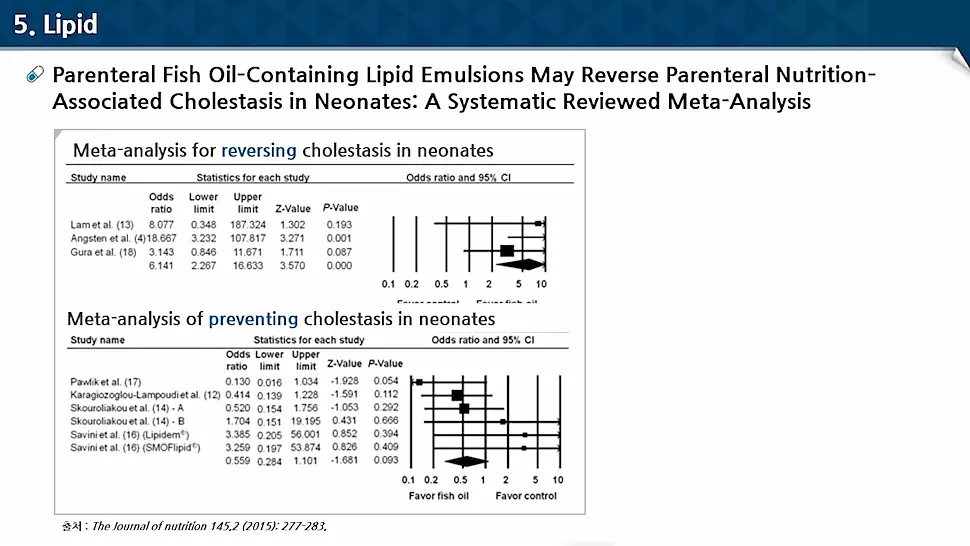 5. Lipid
Parenteral Fish Oil-Containing Lipid Emulsions May Reverse Parenteral Nutrition-
Associated Cholestasis in Neonates: A Systematic Reviewed Meta-Analysis
Meta-analysis for reversing cholestasis in neonates
Study name Statistics for each study Odds ratio and 95% CI
Odds Lower Upper
ratio limit limit Z-Value P-Value
Lam et al. (13) 8.077 0.348 187.324 1.302 0.193
Angsten et al. (4) 18.667 3.232 107.817 3.271 0.001
Gura et al. (18) 3.143 0.846 11.671 1.711 0.087
6.141 2.267 16.633 3.570 0.000
0.1 0.2 0.5 1 2 5 10
Favor control Favor fish oil
Meta-analysis of preventing cholestasis in neonates
Study name Statistics for each study Odds ratio and 95% CI
Odds Lower Upper
ratio limit limit Z-Value P-Value
Pawlik et al. (17) 0.130 0.016 1.034 -1.928 0.054
Karagiozoglou-Lampoudi et al. (12) 0.414 0.139 1.228 -1.591 0.112
Skouroliakou et al. (14) - A 0.520 0.154 1.756 -1.053 0.292
Skouroliakou et al. (14) - B 1.704 0.151 19.195 0.431 0.666
Savini et al. (16) (Lipidem®) 3.385 0.205 56.001 0.852 0.394
Savini et al. (16) (SMOFlipid®) 3.259 0.197 53.874 0.826 0.409
0.559 0.284 1.101 -1.681 0.093
0.1 0.2 0.5 1 2 5 10
Favor fish oil Favor control
출처 : The Journal of nutrition 145.2 (2015): 277-283.